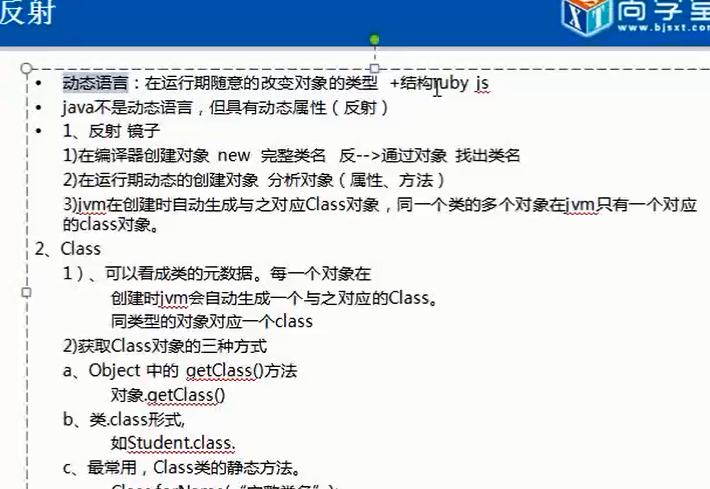 反射
向学堂
www.bjsxt.com
动态语言：在运行期随意的改变对象的类型 +结构ruby js
java不是动态语言，但具有动态属性（反射）
1、反射 镜子
1)在编译器创建对象 new 完整类名 反-->通过对象 找出类名
2)在运行期动态的创建对象 分析对象（属性、方法）
3)jvm在创建时自动生成与之对应Class对象，同一个类的多个对象在jvm只有一个对应
的class对象。
2、Class
1）、可以看成类的元数据。每一个对象在
创建时jvm会自动生成一个与之对应的Class。
同类型的对象对应一个class
2)获取Class对象的三种方式
a、Object 中的 getClass()方法
对象.getClass()
b、类.class形式,
如Student.class.
c、最常用，Class类的静态方法。
Class.forName(“完整类名”);